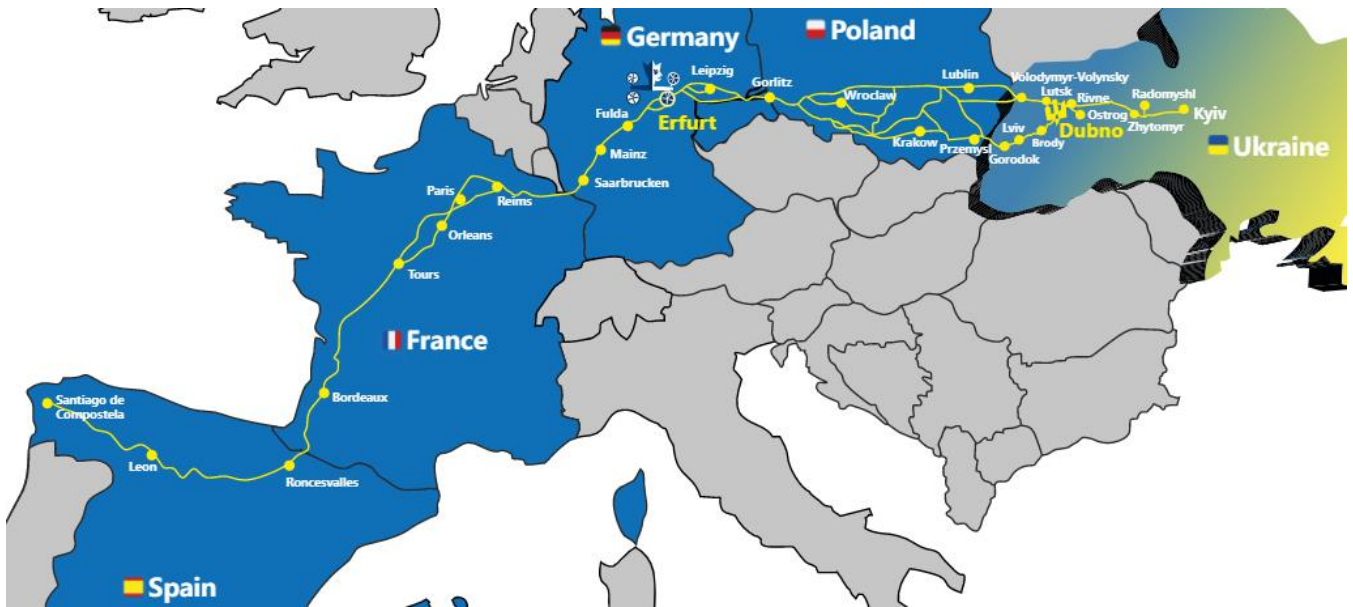 Germany
Poland
Leipzig
Gorlitz
Lublin
Volodymyr-Volynsky
Lutsk
Rivne
Radomyshl
Wroclaw
Fulda
Erfurt
Ostrog
Kyiv
Zhytomyr
Lviv
Dubno
Krakow
Przemysl
Brody
Gorodok
Ukraine
Mainz
Saarbrucken
Paris
Reims
Orleans
Tours
France
Bordeaux
Santiago de
Compostela
Leon
Roncesvalles
Spain